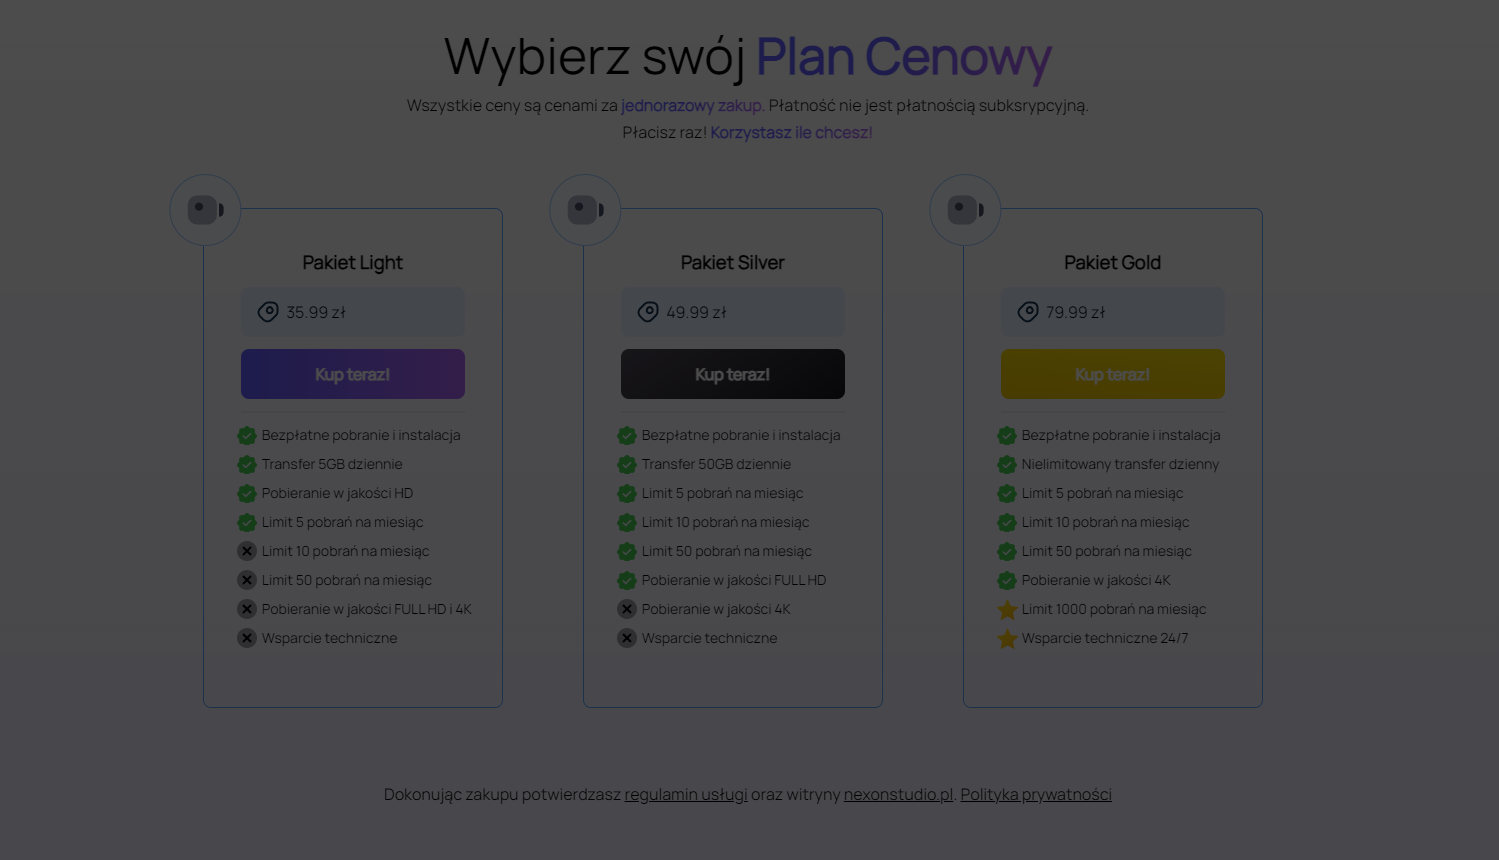 Wybierz swój Plan Cenowy
Wszystkie ceny są cenami za jednorazowy zakup. Płatność nie jest płatnością subksrypcyjną.
Płacisz raz! Korzystasz ile chcesz!
Pakiet Light
35.99 zł
Kup teraz!
Bezpłatne pobranie i instalacja
Transfer 5GB dziennie
Pobieranie w jakości HD
Limit 5 pobrań na miesiąc
Limit 10 pobrań na miesiąc
Limit 50 pobrań na miesiąc
Pobieranie w jakości FULL HD i 4K
Wsparcie techniczne
Pakiet Silver
49.99 zł
Kup teraz!
Bezpłatne pobranie i instalacja
Transfer 50GB dziennie
Limit 5 pobrań na miesiąc
Limit 10 pobrań na miesiąc
Limit 50 pobrań na miesiąc
Pobieranie w jakości FULL HD
Pobieranie w jakości 4K
Wsparcie techniczne
Pakiet Gold
79.99 zł
Kup teraz!
Bezpłatne pobranie i instalacja
Nielimitowany transfer dzienny
Limit 5 pobrań na miesiąc
Limit 10 pobrań na miesiąc
Limit 50 pobrań na miesiąc
Pobieranie w jakości 4K
Limit 1000 pobrań na miesiąc
Wsparcie techniczne 24/7
Dokonując zakupu potwierdzasz regulamin usługi oraz witryny nexonstudio.pl. Polityka prywatności